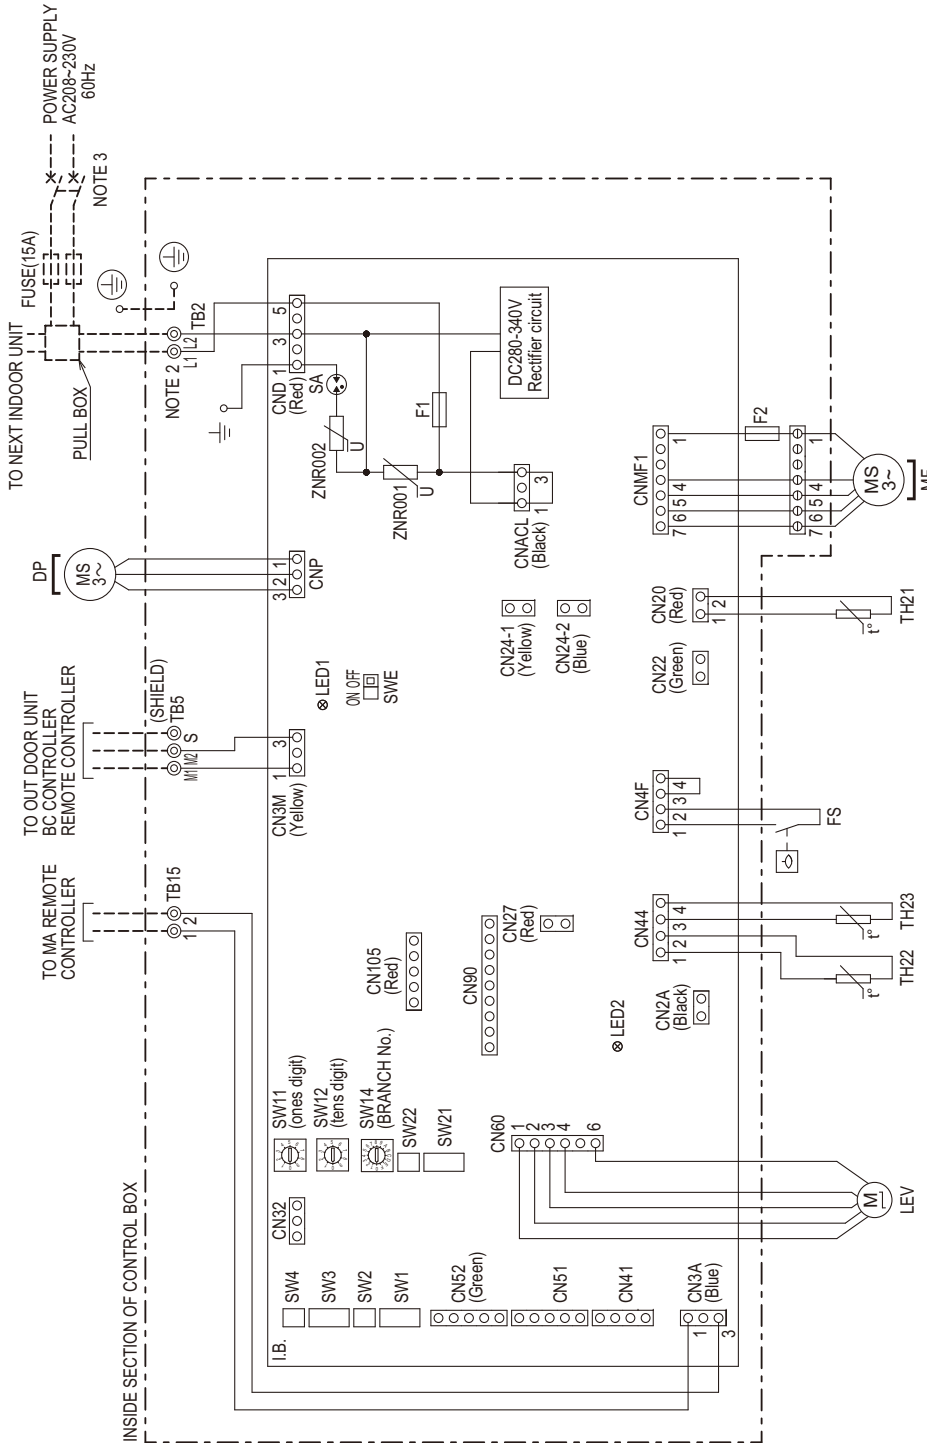 POWER SUPPLY
AC208~230V
60Hz
NOTE 3
FUSE(15A)
TO NEXT INDOOR UNIT
PULL BOX
NOTE 2
L1 L2
TB2
DP
MS
3~
TO OUT DOOR UNIT
BC CONTROLLER
REMOTE CONTROLLER
(SHIELD)
TB5
M1 M2 S
TO MA REMOTE
CONTROLLER
TB15
1 2
INSIDE SECTION OF CONTROL BOX
I.B.
SW4
SW3
SW2
SW1
CN32
SW11
(ones digit)
SW12
(tens digit)
SW14
(BRANCH No.)
SW22
SW21
CN3M
(Yellow)
1 3
LED1
ON OFF
SWE
3 2 1
CNP
CND
(Red)
1 3 5
SA
ZNR002
U
ZNR001
U
F1
DC280-340V
Rectifier circuit
CNACL
(Black)
1 3
CN24-1
(Yellow)
CN24-2
(Blue)
CN105
(Red)
CN90
CN27
(Red)
CN52
(Green)
CN51
CN41
CN3A
(Blue)
1
3
CN60
1
2
3
4
6
LED2
CN2A
(Black)
CN44
1 2 3 4
CN4F
1 2 3 4
CN22
(Green)
CN20
(Red)
1 2
CNMF1
7 6 5 4 1
F2
7 6 5 4 1
MS
3~
MF
M
LEV
t°
TH22
t°
TH23
FS
t°
TH21